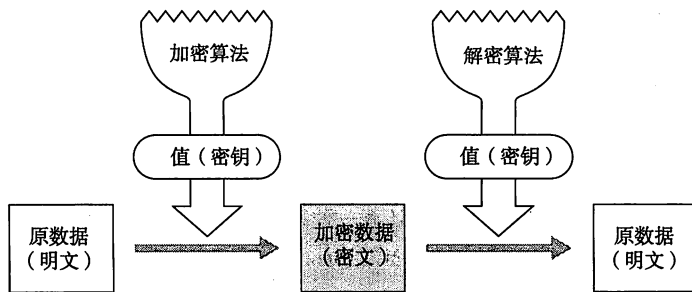 加密算法
解密算法
值（密钥）
值（密钥）
原数据
（明文）
加密数据
（密文）
原数据
（明文）